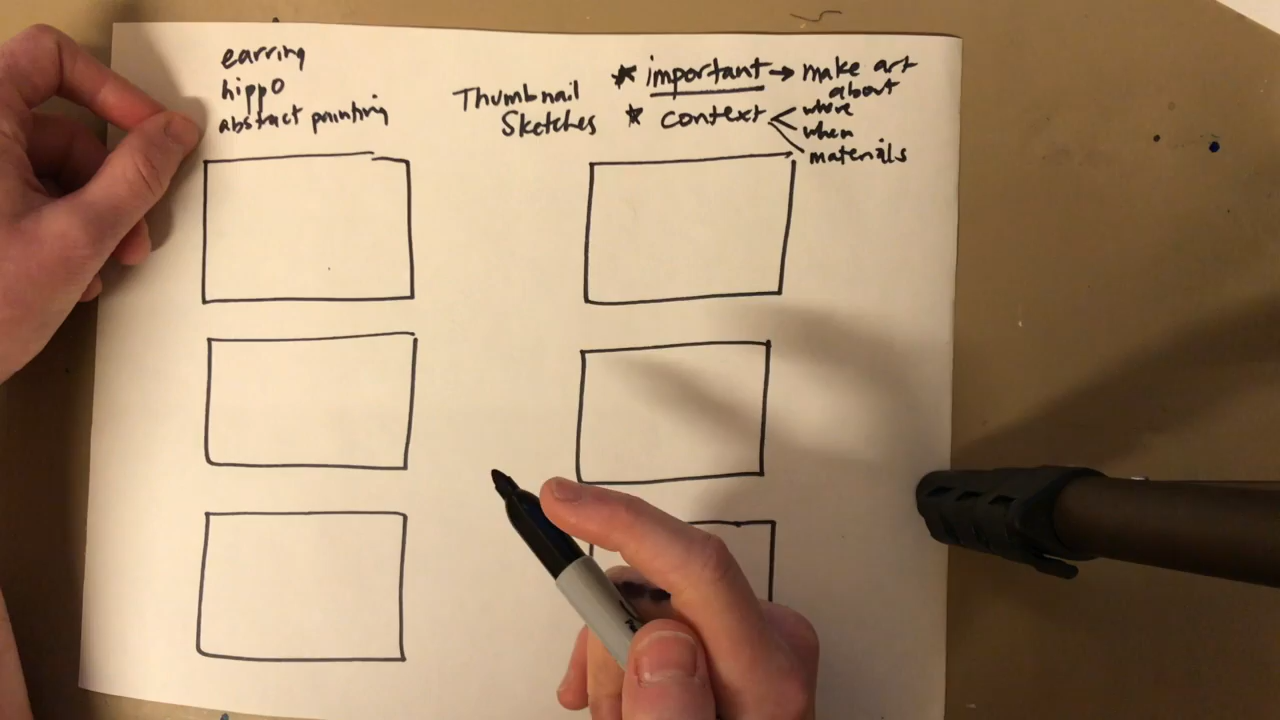 earring
hippo
abstract painting
Thumbnail
Sketches
* important → make art
about
* context
where
when
materials